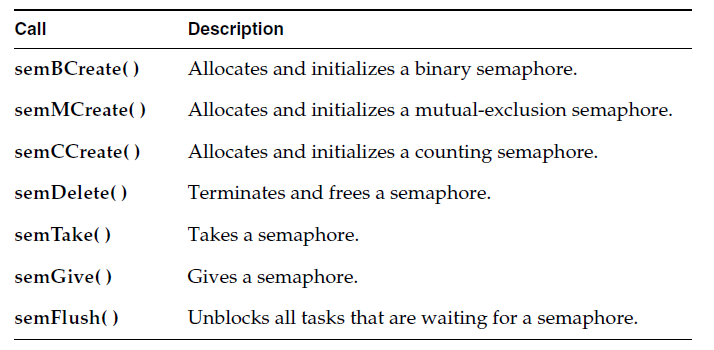 Call Description
semBCreate( ) Allocates and initializes a binary semaphore.
semMCreate( ) Allocates and initializes a mutual-exclusion semaphore.
semCCreate( ) Allocates and initializes a counting semaphore.
semDelete( ) Terminates and frees a semaphore.
semTake( ) Takes a semaphore.
semGive( ) Gives a semaphore.
semFlush( ) Unblocks all tasks that are waiting for a semaphore.